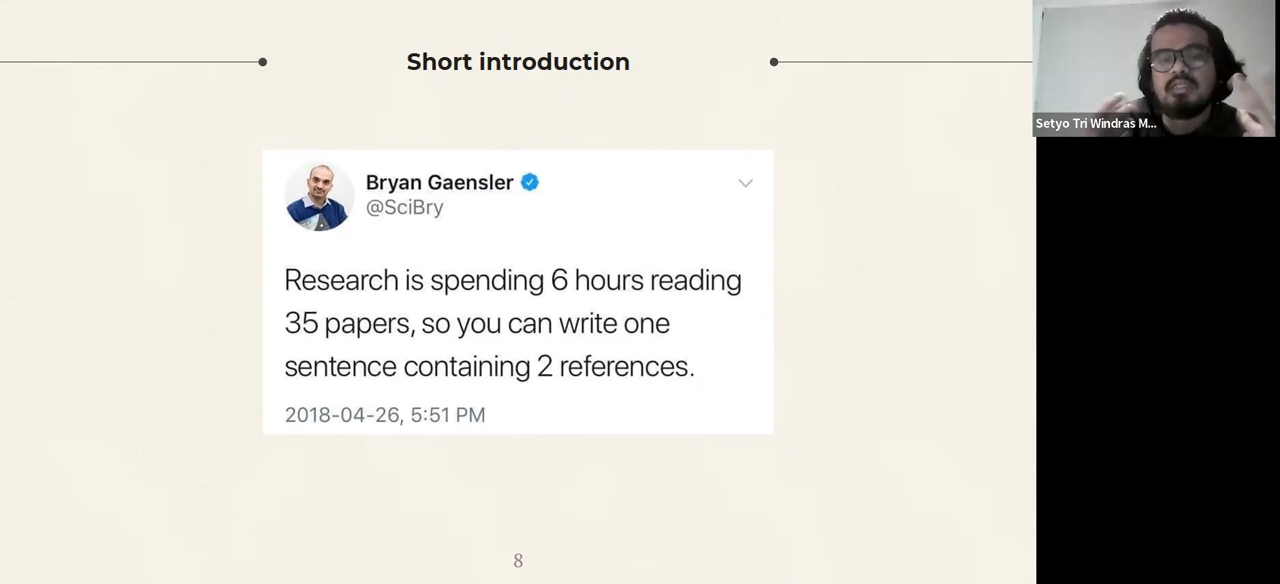 Short introduction
Setyo Tri Windras M...
Bryan Gaensler
@SciBry
Research is spending 6 hours reading
35 papers, so you can write one
sentence containing 2 references.
2018-04-26, 5:51 PM
8